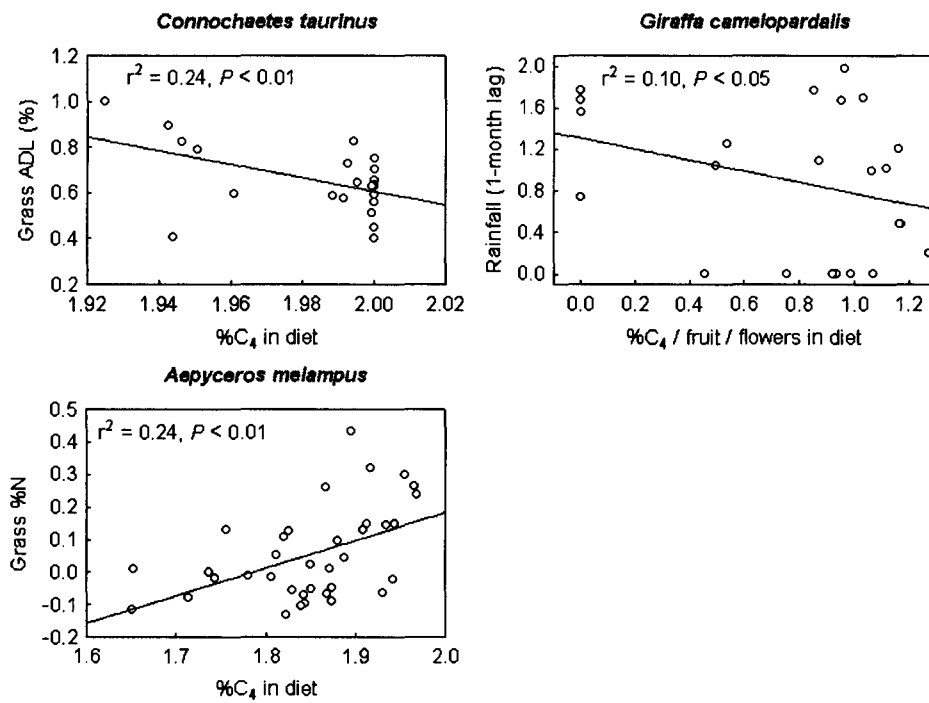 Connochaetes taurinus
r² = 0.24, P < 0.01
Grass ADL (%)
1.2
1.0
0.8
0.6
0.4
0.2
1.92 1.94 1.96 1.98 2.00 2.02
%C₄ in diet
Giraffa camelopardalis
r² = 0.10, P < 0.05
Rainfall (1-month lag)
2.0
1.6
1.2
0.8
0.4
0.0
0.0 0.2 0.4 0.6 0.8 1.0 1.2
%C₄ / fruit / flowers in diet
Aepyceros melampus
r² = 0.24, P < 0.01
Grass %N
0.5
0.4
0.3
0.2
0.1
0.0
-0.1
-0.2
1.6 1.7 1.8 1.9 2.0
%C₄ in diet